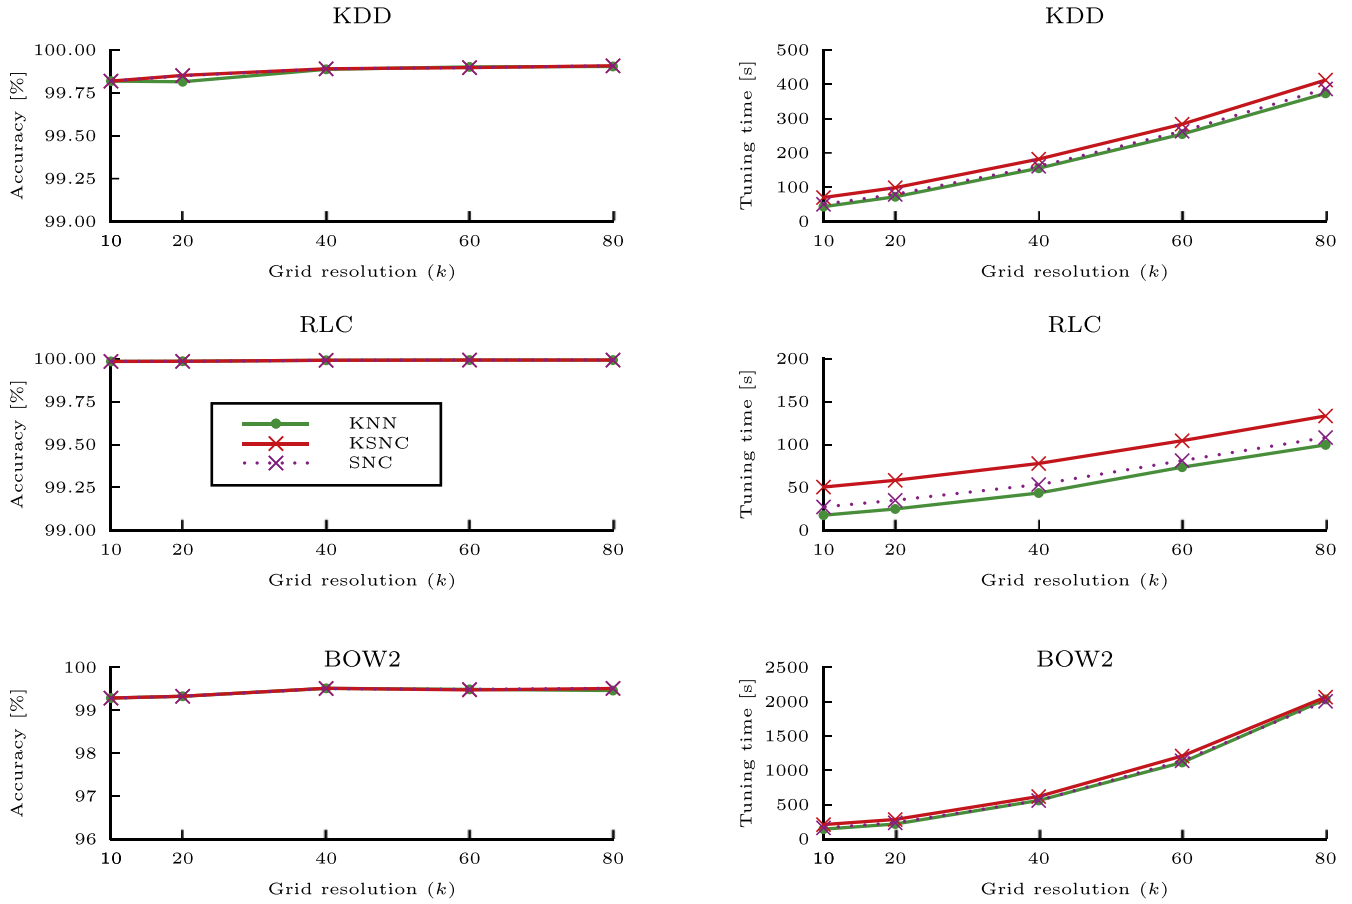 KDD
Accuracy [%]
100.00
99.75
99.50
99.25
99.00
10 20 40 60 80
Grid resolution (k)
KDD
Tuning time [s]
500
400
300
200
100
0
10 20 40 60 80
Grid resolution (k)
RLC
Accuracy [%]
100.00
99.75
99.50
99.25
99.00
KNN
KSNC
SNC
10 20 40 60 80
Grid resolution (k)
RLC
Tuning time [s]
200
150
100
50
0
10 20 40 60 80
Grid resolution (k)
BOW2
Accuracy [%]
100
99
98
97
96
10 20 40 60 80
Grid resolution (k)
BOW2
Tuning time [s]
2500
2000
1500
1000
500
0
10 20 40 60 80
Grid resolution (k)